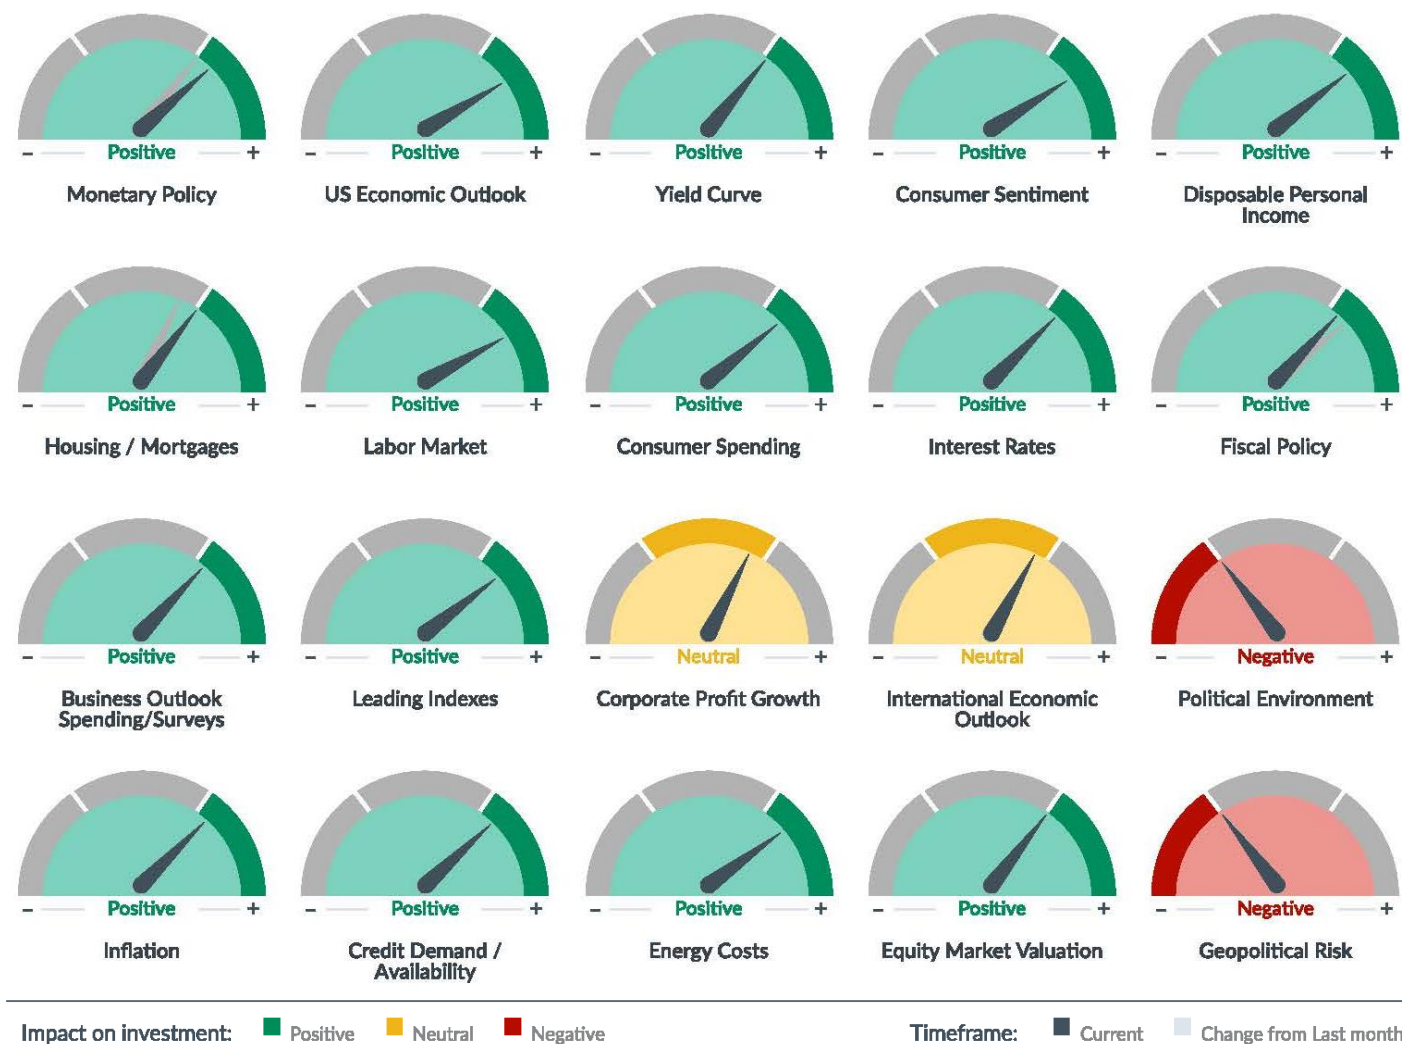 - Positive + - Positive + - Positive + - Positive + - Positive +
Monetary Policy
US Economic Outlook
Yield Curve
Consumer Sentiment
Disposable Personal
Income
- Positive + - Positive + - Positive + - Positive + - Positive +
Housing / Mortgages
Labor Market
Consumer Spending
Interest Rates
Fiscal Policy
- Positive + - Positive + - Neutral + - Neutral + - Negative +
Business Outlook
Spending/Surveys
Leading Indexes
Corporate Profit Growth
International Economic
Outlook
Political Environment
- Positive + - Positive + - Positive + - Positive + - Negative +
Inflation
Credit Demand /
Availability
Energy Costs
Equity Market Valuation
Geopolitical Risk
Impact on investment: Positive Neutral Negative Timeframe: Current Change from Last month